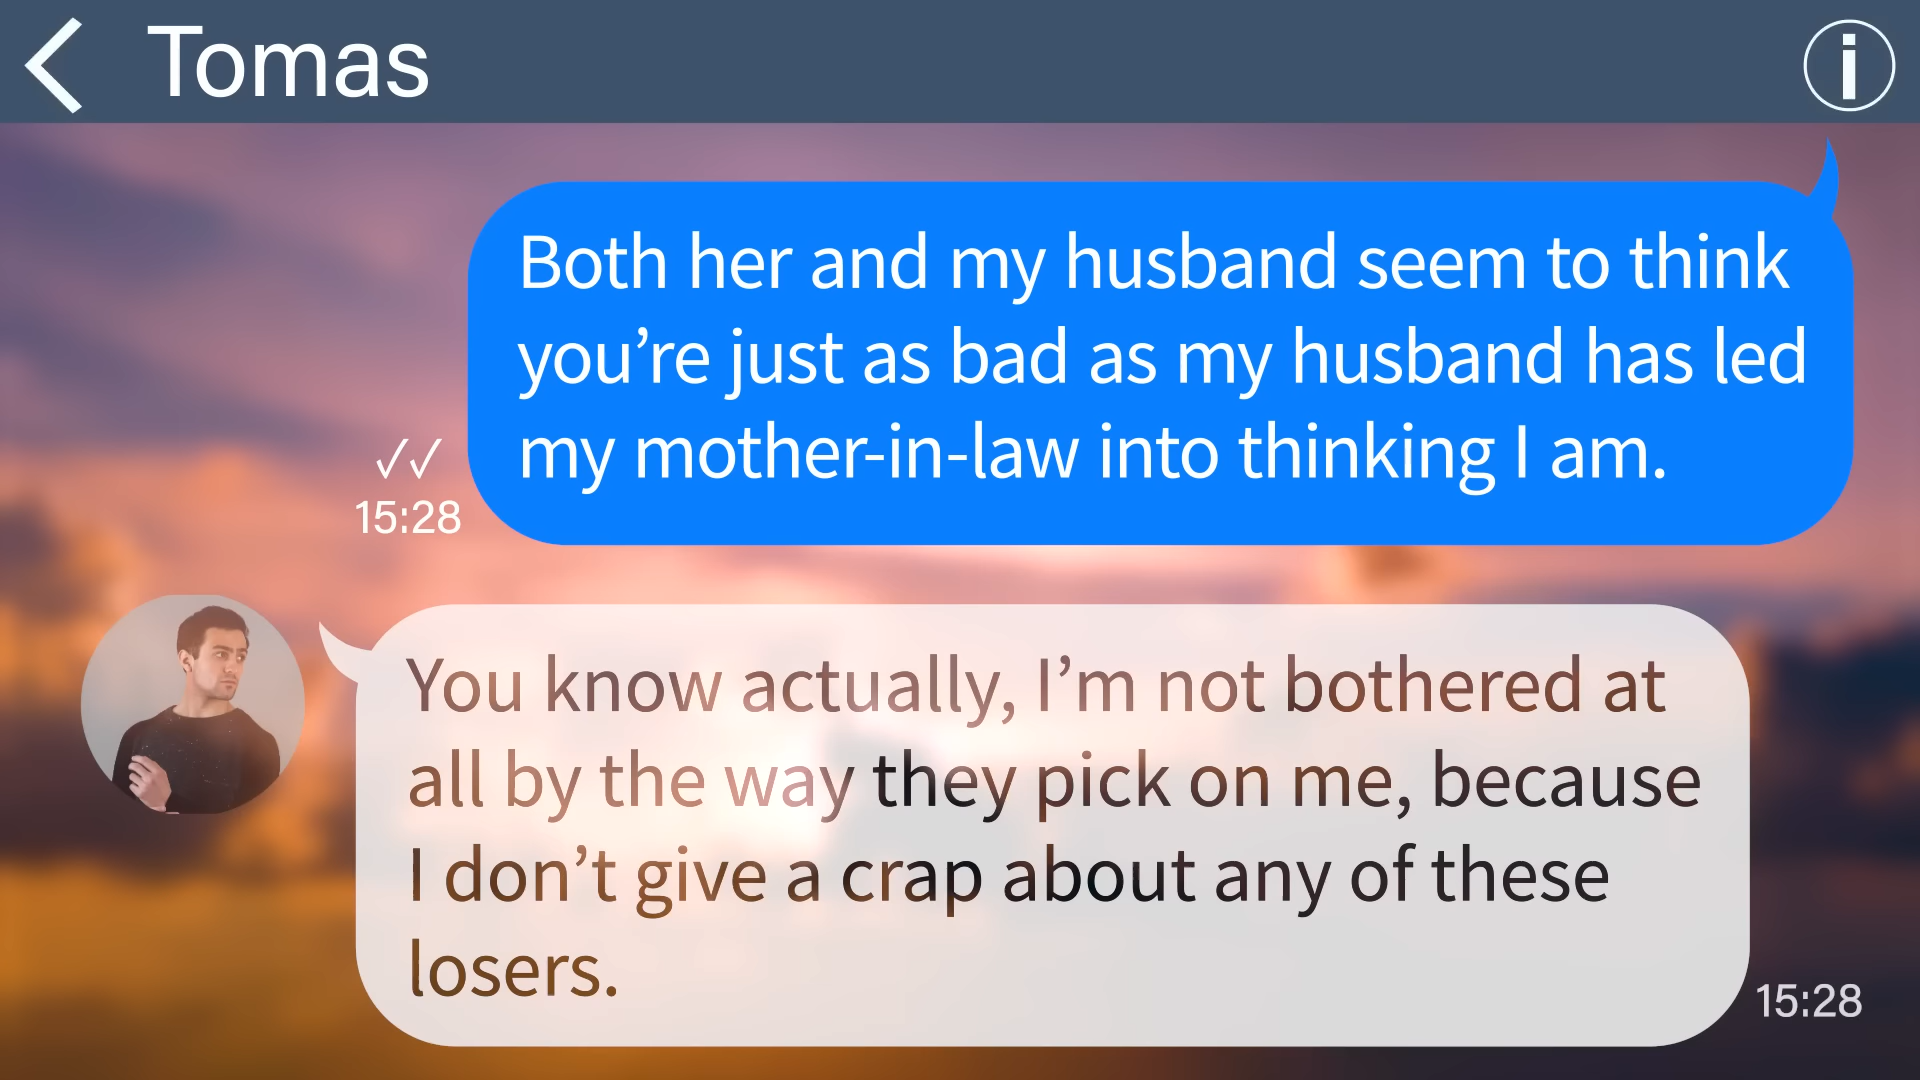 Tomas
Both her and my husband seem to think
you’re just as bad as my husband has led
my mother-in-law into thinking I am.
15:28
You know actually, I’m not bothered at
all by the way they pick on me, because
I don’t give a crap about any of these
losers.
15:28